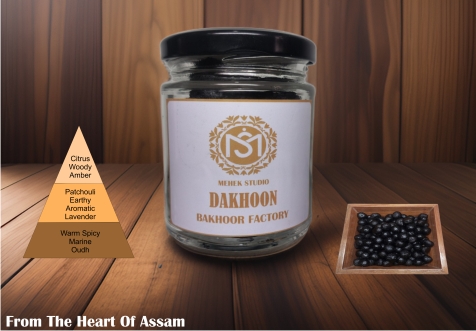 Citrus
Woody
Amber
Patchouli
Earthy
Aromatic
Lavender
Warm Spicy
Marine
Oudh
MS
MEHEK STUDIO
DAKHOON
BAKHOOR FACTORY
From The Heart Of Assam